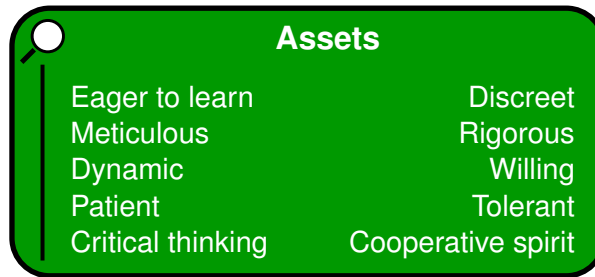 Assets
Eager to learn Discreet
Meticulous Rigorous
Dynamic Willing
Patient Tolerant
Critical thinking Cooperative spirit